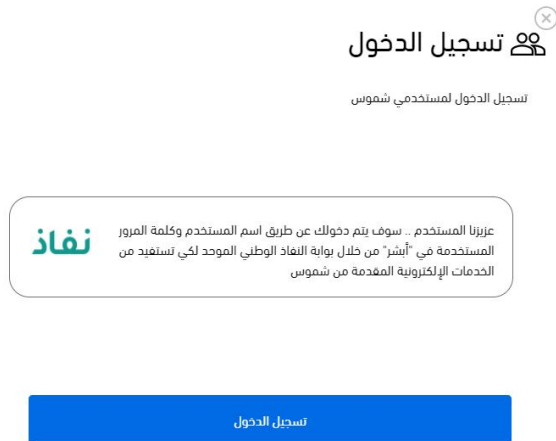 تسجيل الدخول
تسجيل الدخول لمستخدمي شموس
عزيزنا المستخدم .. سوف يتم دخولك عن طريق اسم المستخدم وكلمة المرور
المستخدمة في "أبشر" من خلال بوابة النفاذ الوطني الموحد لكي تستفيد من
الخدمات الإلكترونية المقدمة من شموس
نفاذ
تسجيل الدخول